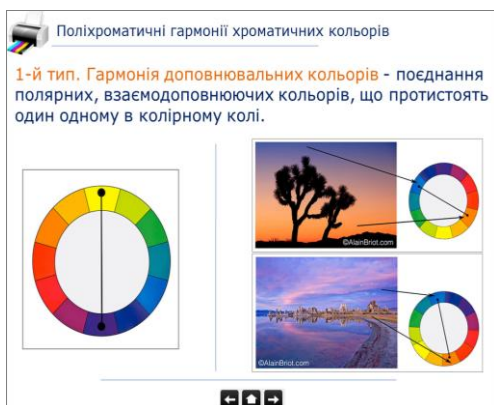 Поліхроматичні гармонії хроматичних кольорів
1-й тип. Гармонія доповнювальних кольорів - поєднання
полярних, взаємодоповнюючих кольорів, що протистоять
один одному в колірному колі.
©AlainBriot.com
©AlainBriot.com